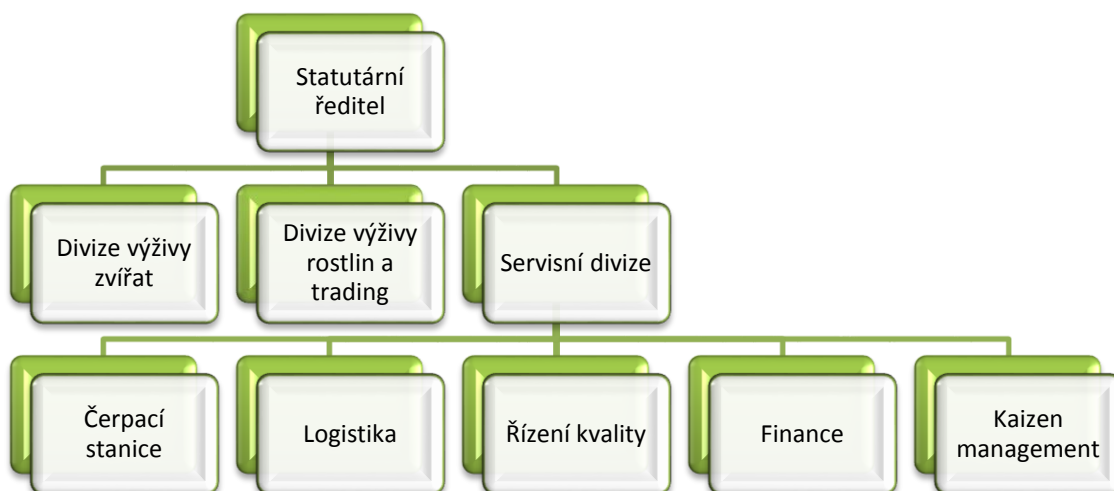 Statutární
ředitel
Divize výživy
zvířat
Divize výživy
rostlin a
trading
Servisní divize
Čerpací
stanice
Logistika
Řízení kvality
Finance
Kaizen
management